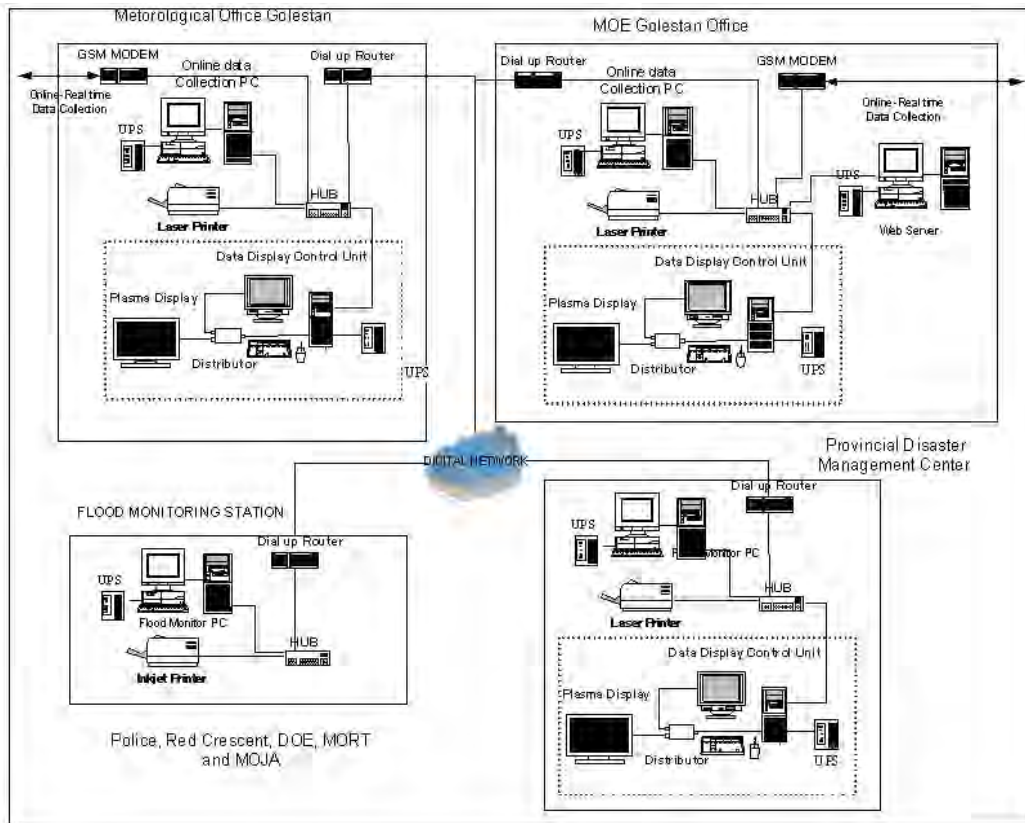 Metorological Office Golestan
GSM MODEM
Dial up Router
Online data
Collection PC
Online-Real time
Data Collection
UPS
HUB
Laser Printer
Data Display Control Unit
Plasma Display
Distributor
UPS
MOE Golestan Office
Dial up Router
Online data
Collection PC
GSM MODEM
Online-Real time
Data Collection
UPS
UPS
HUB
Web Server
Laser Printer
Data Display Control Unit
Plasma Display
Distributor
UPS
DIGITAL NETWORK
FLOOD MONITORING STATION
Dial up Router
UPS
Flood Monitor PC
HUB
Inkjet Printer
Police, Red Crescent, DOE, MORT
and MOJA
Provincial Disaster
Management Center
Dial up Router
UPS
Monitor PC
HUB
Laser Printer
Data Display Control Unit
Plasma Display
Distributor
UPS